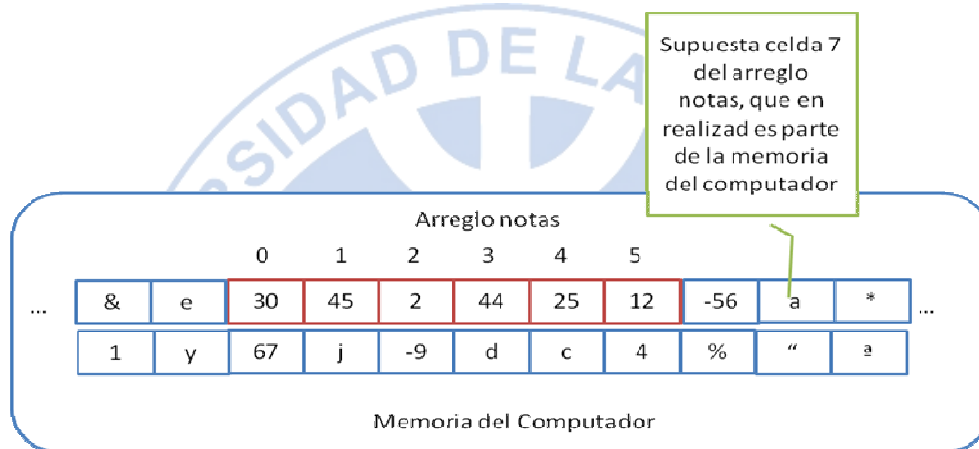 RSIDAD DE LA
Supuesta celda 7
del arreglo
notas, que en
realizad es parte
de la memoria
del computador
Arreglo notas
0 1 2 3 4 5
... & e 30 45 2 44 25 12 -56 a * ...
1 y 67 j -9 d c 4 % “ ª
Memoria del Computador